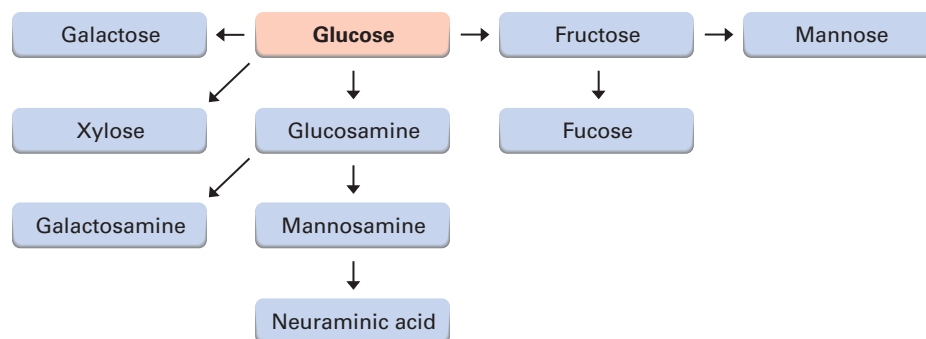 Galactose
Glucose
Fructose
Mannose
Xylose
Glucosamine
Fucose
Galactosamine
Mannosamine
Neuraminic acid